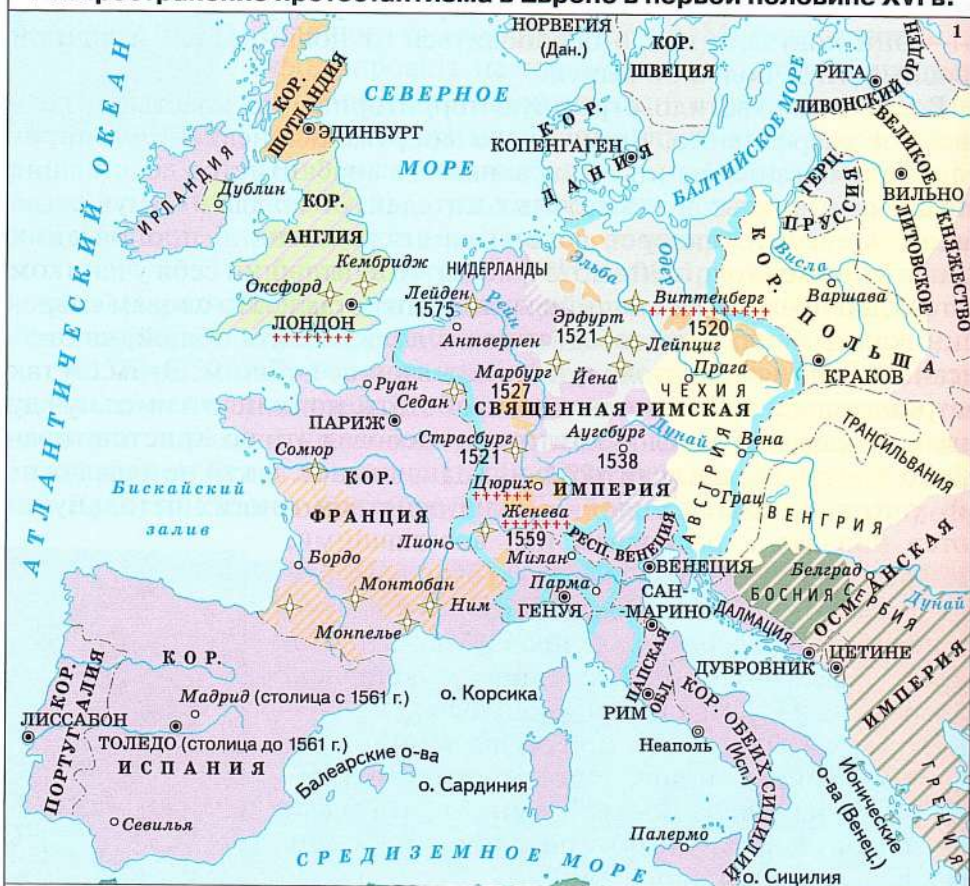 Распространение протестантизма в Европе в первой половине XVI в.
1
АТЛАНТИЧЕСКИЙ ОКЕАН
НОРВЕГИЯ
(Дан.)
КОР.
ШВЕЦИЯ
РИГА
ЛИВОНСКИЙ ОРДЕН
КОР.
ШОТЛАНДИЯ
ЭДИНБУРГ
СЕВЕРНОЕ
МОРЕ
КОР.
ДАНИЯ
КОПЕНГАГЕН
БАЛТИЙСКОЕ МОРЕ
ГЕРЦ.
ПРУССИЯ
ВЕЛИКОЕ
КНЯЖЕСТВО
ЛИТОВСКОЕ
ВИЛЬНО
ИРЛАНДИЯ
Дублин
КОР.
АНГЛИЯ
Кембридж
Оксфорд
ЛОНДОН
НИДЕРЛАНДЫ
Лейден
1575
Рейн
Антверпен
Эльба
Одер
Виттенберг
1520
Эрфурт
1521
Лейпциг
Марбург
1527
Йена
Прага
ЧЕХИЯ
КОР. ПОЛЬША
Висла
Варшава
КРАКОВ
Руан
Седан
ПАРИЖ
СВЯЩЕННАЯ РИМСКАЯ
ИМПЕРИЯ
Страсбург
1521
Аугсбург
1538
Дунай
Вена
АВСТРИЯ
Грац
ТРАНСИЛЬВАНИЯ
ВЕНГРИЯ
Сомюр
КОР.
ФРАНЦИЯ
Бискайский
залив
Цюрих
Женева
1559
Лион
Милан
РЕСП. ВЕНЕЦИЯ
ВЕНЕЦИЯ
Бордо
Монтобан
Ним
Монпелье
Парма
ГЕНУЯ
САН-
МАРИНО
Белград
БОСНИЯ
СЕРБИЯ
Дунай
ДАЛМАЦИЯ
ОСМАНСКАЯ
ИМПЕРИЯ
ДУБРОВНИК
ЦЕТИНЕ
КОР.
ПОРТУГАЛИЯ
ЛИССАБОН
КОР.
ИСПАНИЯ
Мадрид (столица с 1561 г.)
ТОЛЕДО (столица до 1561 г.)
Севилья
Балеарские о-ва
о. Корсика
о. Сардиния
ПАПСКАЯ
ОБЛ.
РИМ
КОР. ОБЕИХ СИЦИЛИЙ
(Исп.)
Неаполь
Палермо
о. Сицилия
Ионические
о-ва (Венец.)
ГРЕЦИЯ
СРЕДИЗЕМНОЕ МОРЕ